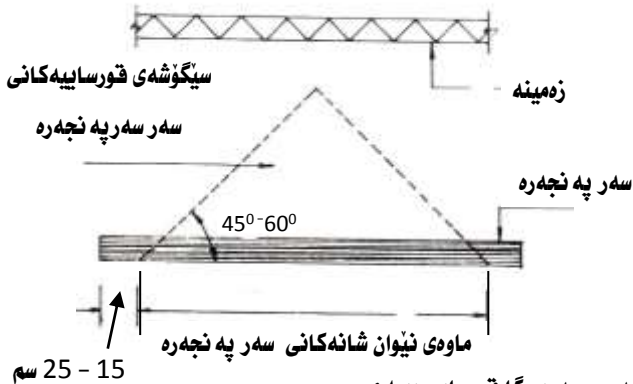 زەمینە
سێگۆشەی قورساییەکانی
سەر سەرپە نجەرە
سەر پە نجەرە
45⁰-60⁰
ماوەی نێوان شانەکانی سەر پە نجەرە
15 – 25 سم